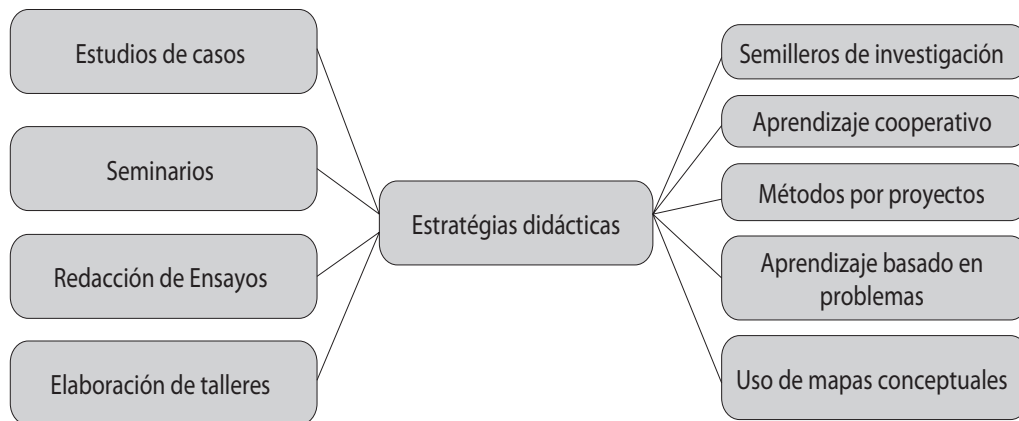 Estudios de casos
Seminarios
Redacción de Ensayos
Elaboración de talleres
Estratégias didácticas
Semilleros de investigación
Aprendizaje cooperativo
Métodos por proyectos
Aprendizaje basado en
problemas
Uso de mapas conceptuales